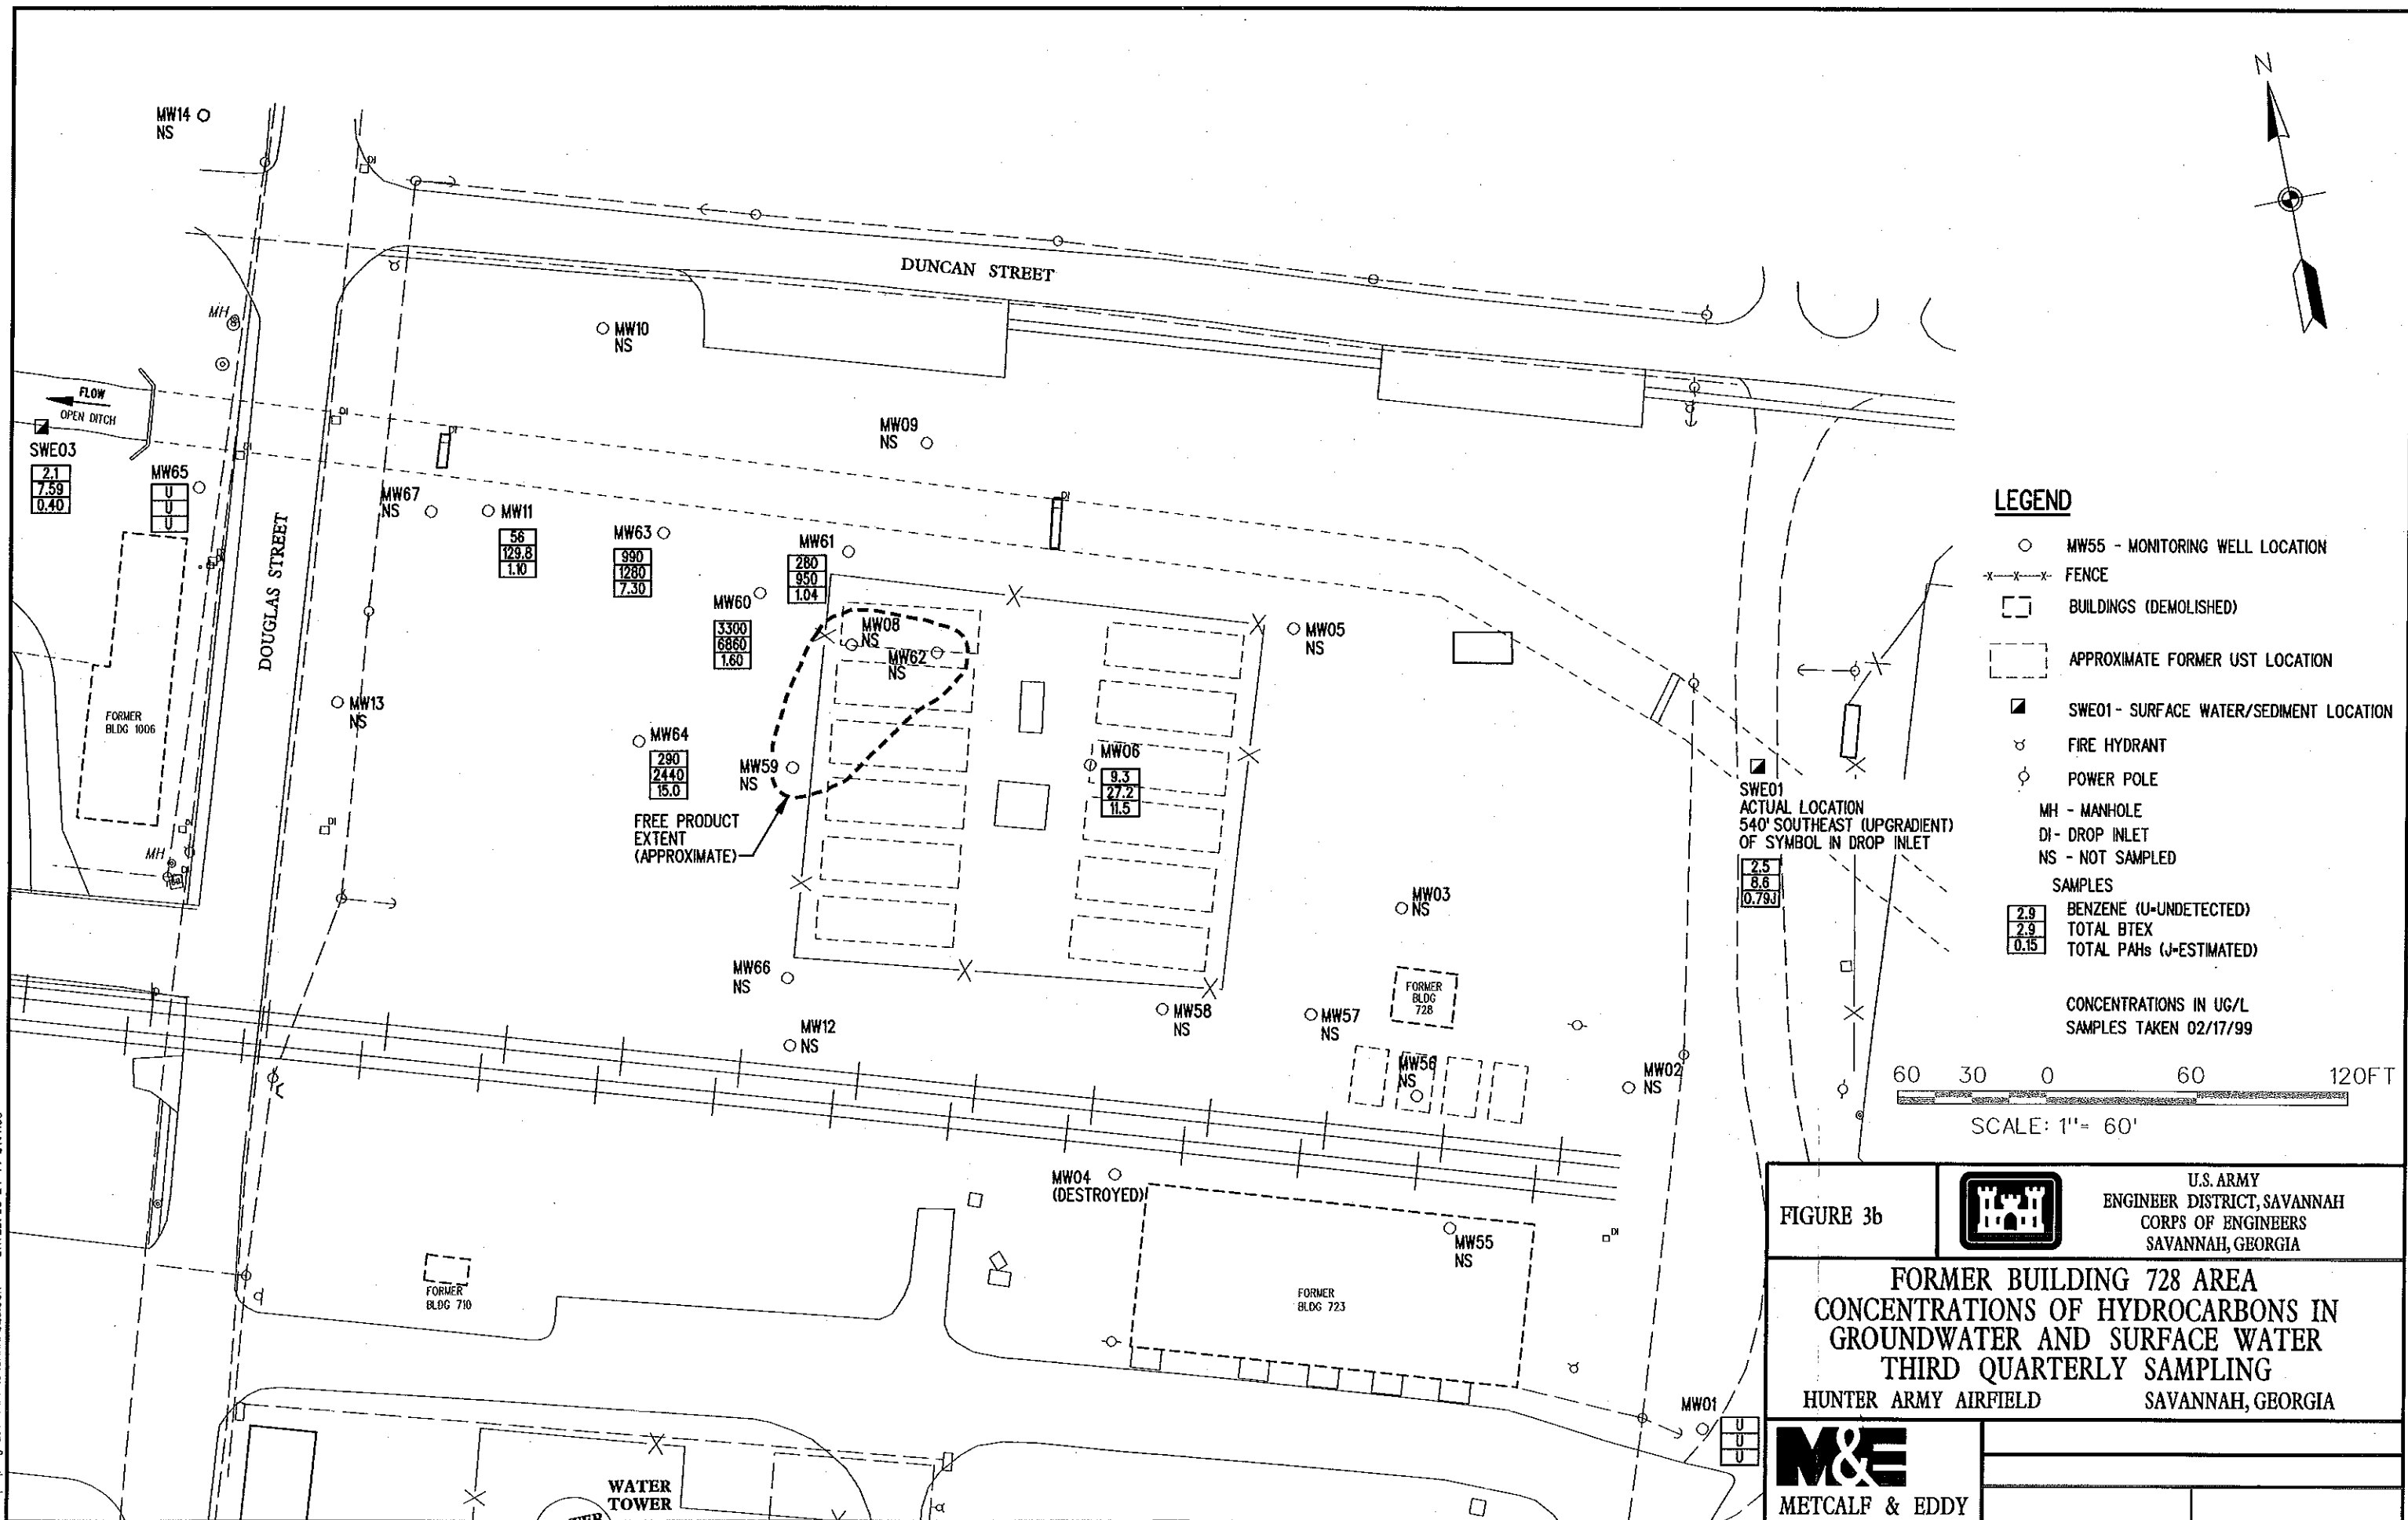 N
MW14
NS
DI
DUNCAN STREET
MH
MW10
NS
FLOW
OPEN DITCH
DI
DI
DI
MW09
NS
SWE03
2.1
7.59
0.40
MW65
U
U
U
MW67
NS
MW11
56
129.8
1.10
MW63
990
1280
7.30
MW61
280
950
1.04
DI
MW60
3300
6860
1.60
MW08
NS
MW62
NS
MW05
NS
DOUGLAS STREET
FORMER
BLDG 1006
MW13
NS
MW64
290
2440
15.0
MW59
NS
MW06
9.3
27.2
11.5
FREE PRODUCT
EXTENT
(APPROXIMATE)
DI
MH
SWE01
ACTUAL LOCATION
540' SOUTHEAST (UPGRADIENT)
OF SYMBOL IN DROP INLET
2.5
8.6
0.79J
MW03
NS
MW66
NS
MW12
NS
MW58
NS
MW57
NS
FORMER
BLDG
728
MW56
NS
MW02
NS
MW04
(DESTROYED)
MW55
NS
DI
FORMER
BLDG 710
FORMER
BLDG 723
MW01
U
U
U
WATER
TOWER
LEGEND
MW55 - MONITORING WELL LOCATION
-X-—X-—X- FENCE
BUILDINGS (DEMOLISHED)
APPROXIMATE FORMER UST LOCATION
SWE01 - SURFACE WATER/SEDIMENT LOCATION
FIRE HYDRANT
POWER POLE
MH - MANHOLE
DI - DROP INLET
NS - NOT SAMPLED
SAMPLES
2.9 BENZENE (U=UNDETECTED)
2.9 TOTAL BTEX
0.15 TOTAL PAHs (J=ESTIMATED)
CONCENTRATIONS IN UG/L
SAMPLES TAKEN 02/17/99
60 30 0 60 120FT
SCALE: 1"= 60'
FIGURE 3b
U.S. ARMY
ENGINEER DISTRICT, SAVANNAH
CORPS OF ENGINEERS
SAVANNAH, GEORGIA
FORMER BUILDING 728 AREA
CONCENTRATIONS OF HYDROCARBONS IN
GROUNDWATER AND SURFACE WATER
THIRD QUARTERLY SAMPLING
HUNTER ARMY AIRFIELD SAVANNAH, GEORGIA
M&E
METCALF & EDDY